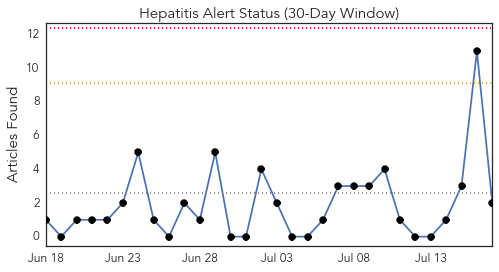 Hepatitis Alert Status (30-Day Window)
Articles Found
12
10
8
6
4
2
0
Jun 18 Jun 23 Jun 28 Jul 03 Jul 08 Jul 13